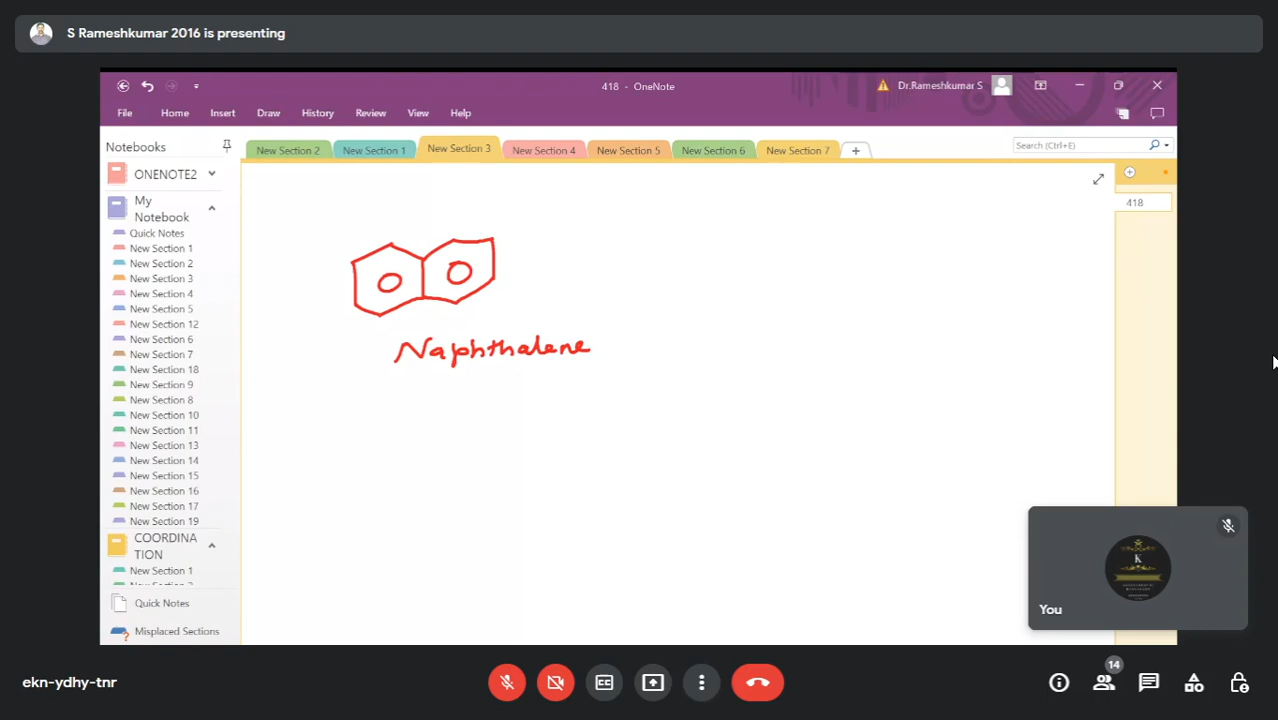 S Rameshkumar 2016 is presenting
418 - OneNote
Dr.Rameshkumar S
File Home Insert Draw History Review View Help
Notebooks
New Section 2 New Section 1 New Section 3 New Section 4 New Section 5 New Section 6 New Section 7 +
Search (Ctrl+E)
ONENOTE2
418
My
Notebook
Quick Notes
New Section 1
New Section 2
New Section 3
New Section 4
New Section 5
New Section 12
New Section 6
New Section 7
New Section 18
New Section 9
New Section 8
New Section 10
New Section 11
New Section 13
New Section 14
New Section 15
New Section 16
New Section 17
New Section 19
COORDINA
TION
New Section 1
Quick Notes
Misplaced Sections
Naphthalene
K
You
ekn-ydhy-tnr
CC
14